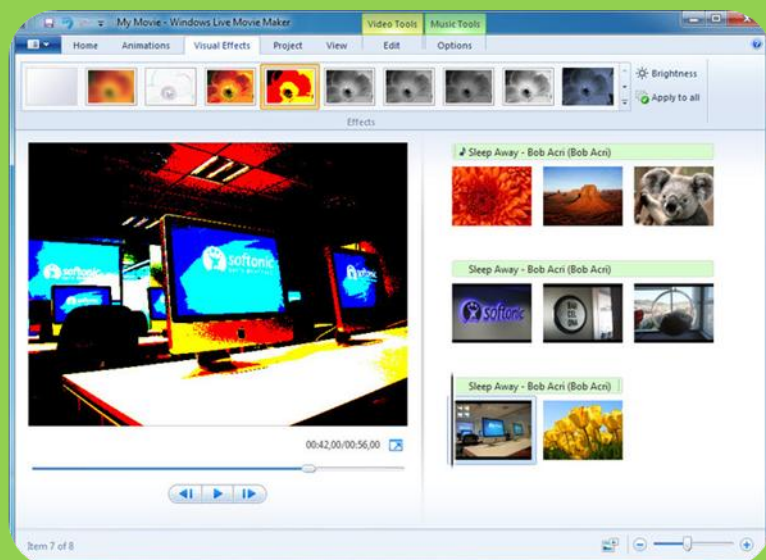 My Movie - Windows Live Movie Maker
Video Tools
Music Tools
Home
Animations
Visual Effects
Project
View
Edit
Options
Brightness
Apply to all
Effects
softonic
softonic
softonic
00:42,00/00:56,00
Sleep Away - Bob Acri (Bob Acri)
Sleep Away - Bob Acri (Bob Acri)
softonic
Sleep Away - Bob Acri (Bob Acri)
Item 7 of 8